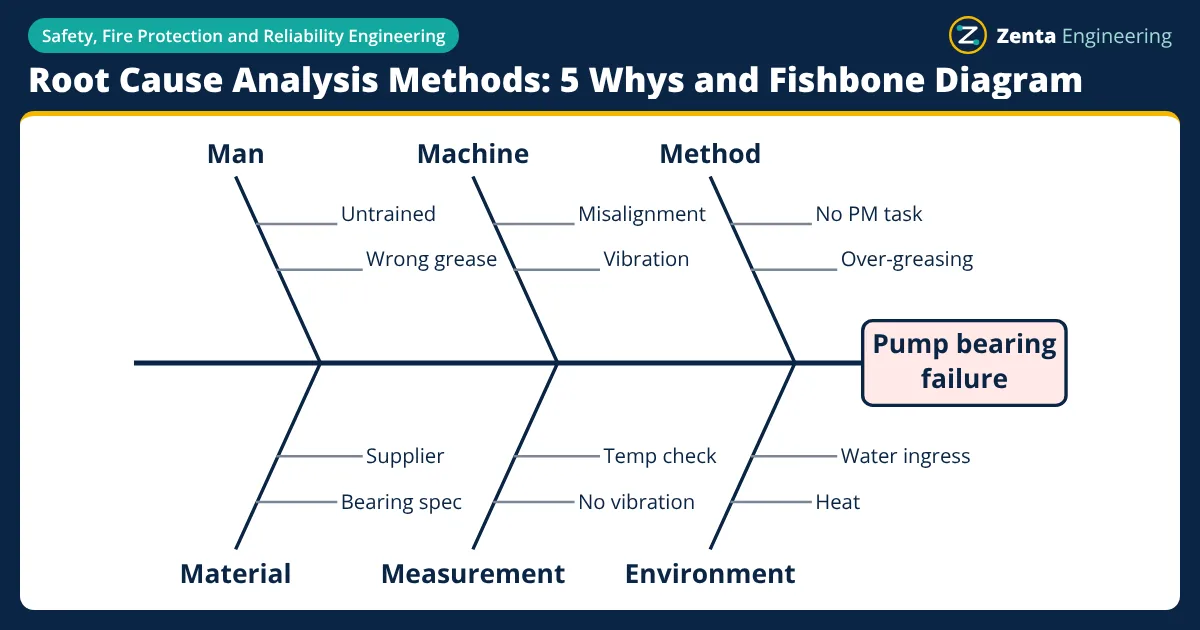 Safety, Fire Protection and Reliability Engineering
Zenta Engineering
Root Cause Analysis Methods: 5 Whys and Fishbone Diagram
Man
Machine
Method
Untrained
Misalignment
No PM task
Wrong grease
Vibration
Over-greasing
Pump bearing
failure
Supplier
Temp check
Water ingress
Bearing spec
No vibration
Heat
Material
Measurement
Environment